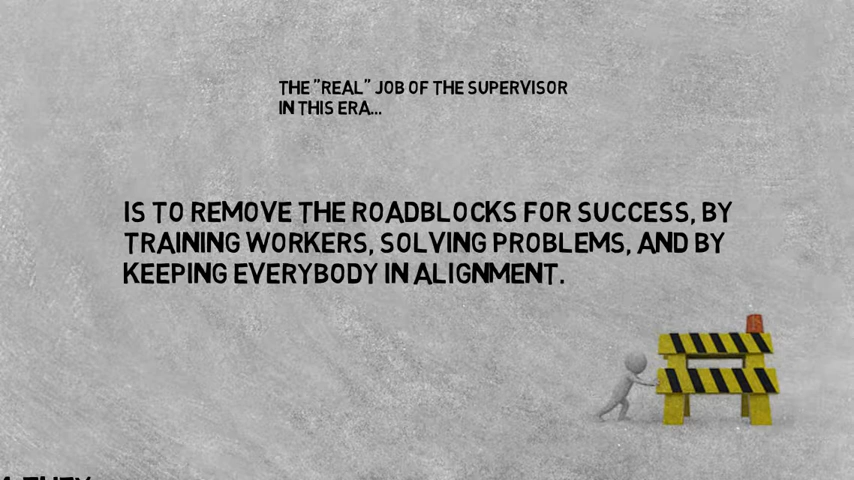 THE "REAL" JOB OF THE SUPERVISOR
IN THIS ERA...
IS TO REMOVE THE ROADBLOCKS FOR SUCCESS, BY
TRAINING WORKERS, SOLVING PROBLEMS, AND BY
KEEPING EVERYBODY IN ALIGNMENT.